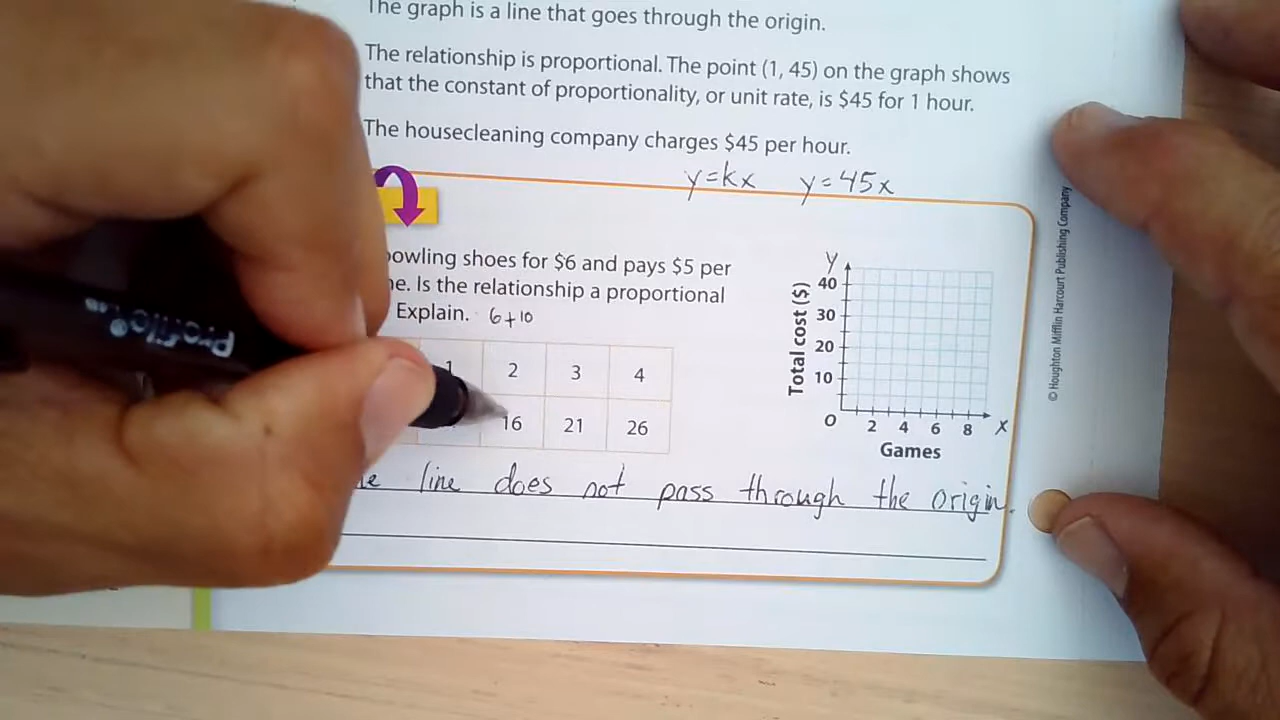 The graph is a line that goes through the origin.
The relationship is proportional. The point (1, 45) on the graph shows
that the constant of proportionality, or unit rate, is $45 for 1 hour.
The housecleaning company charges $45 per hour.
y=kx y=45x
bowling shoes for $6 and pays $5 per
Is the relationship a proportional
Explain. 6+10
1 2 3 4
16 21 26
line does not pass through the origin.
y
40
30
20
10
O 2 4 6 8 x
Total cost ($)
Games
© Houghton Mifflin Harcourt Publishing Company
Profile